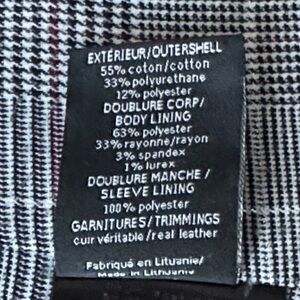 EXTÉRIEUR/OUTERSHELL
55% coton/cotton
33% polyurethane
12% polyester
DOUBLURE CORP/
BODY LINING
63% polyester
33% rayonne/rayon
3% spandex
1% lurex
DOUBLURE MANCHE/
SLEEVE LINING
100% polyester
GARNITURES/TRIMMINGS
cuir véritable/real leather
Fabriqué en Lituanie/
Made in Lithuania